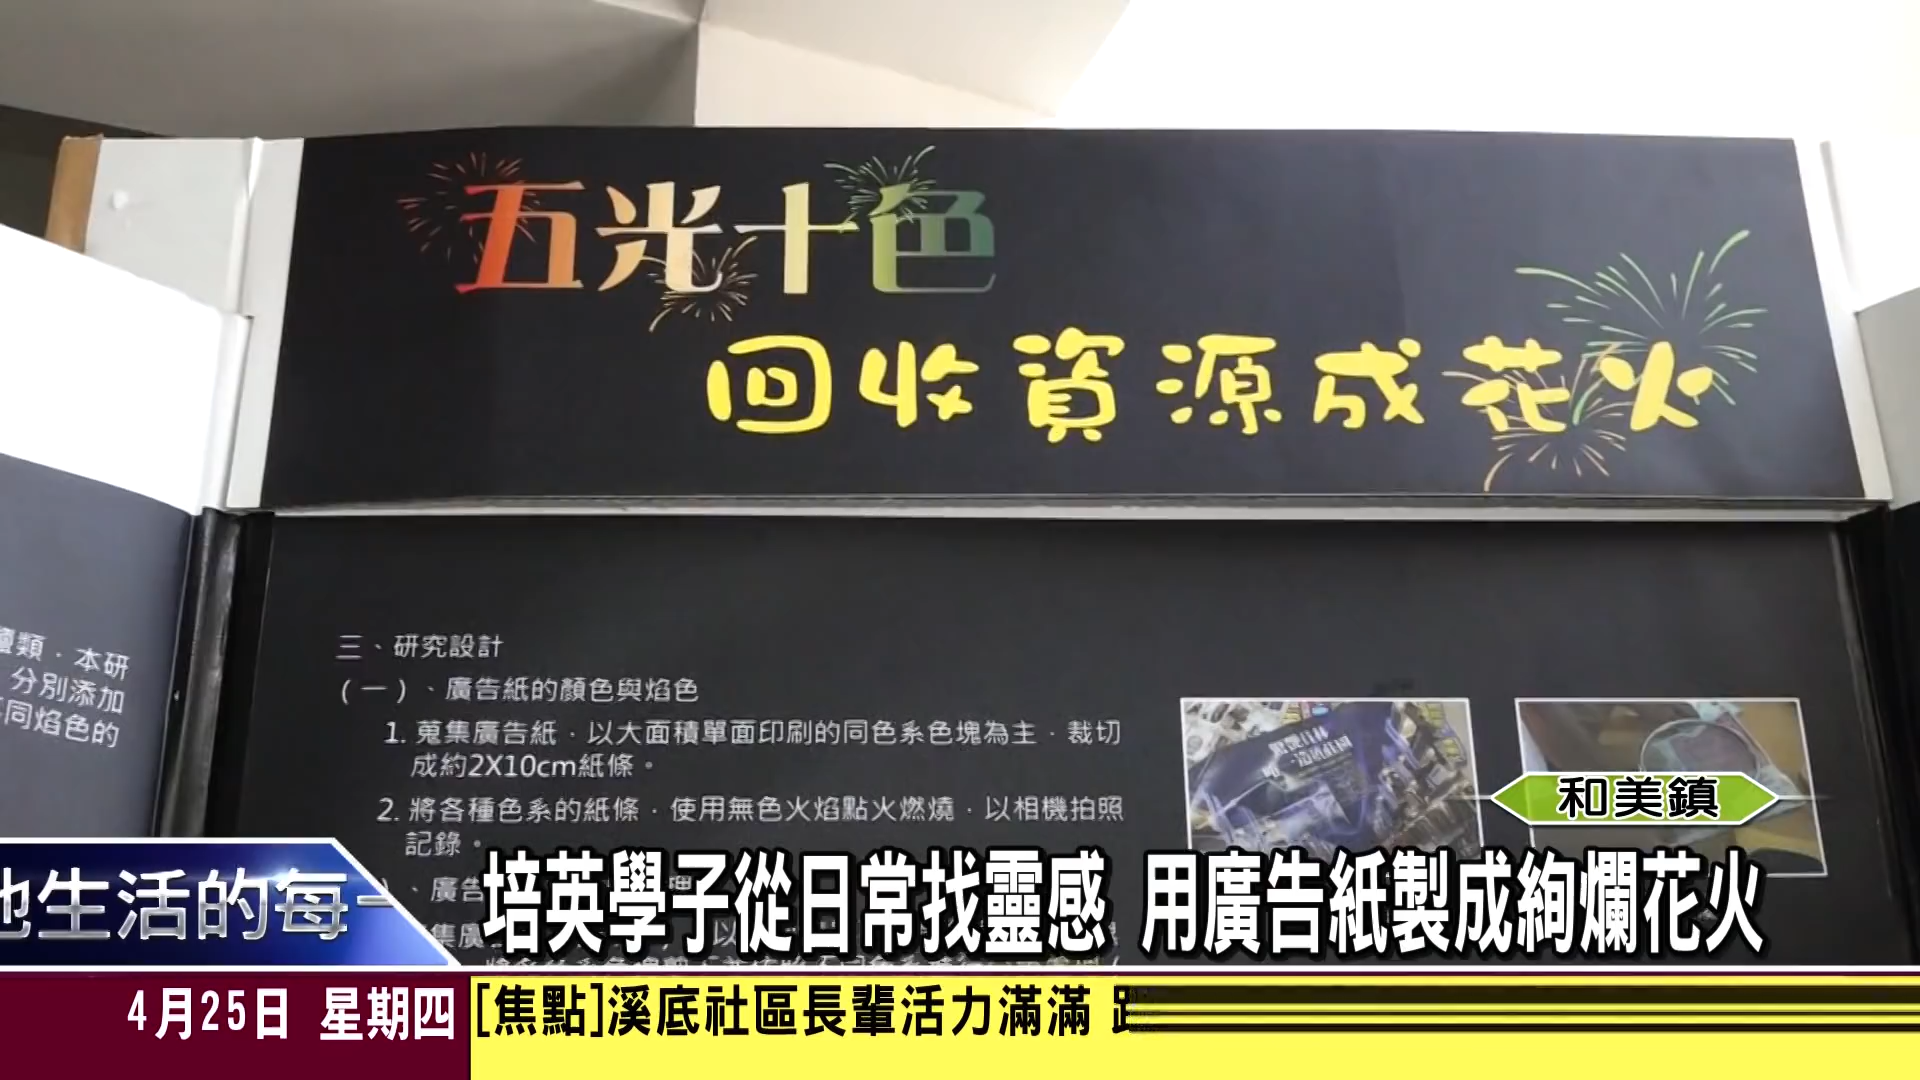 五光十色
回收資源成花火
類．本研
分別添加
同焰色的
三、研究設計
(一)、廣告紙的顏色與焰色
1. 蒐集廣告紙，以大面積單面印刷的同色系色塊為主，裁切
成約2X10cm紙條。
2. 將各種色系的紙條，使用無色火焰點火燃燒，以相機拍照
記錄。
、廣告
和美鎮
生活的每一
培英學子從日常找靈感 用廣告紙製成絢爛花火
4月25日 星期四
[焦點]溪底社區長輩活力滿滿